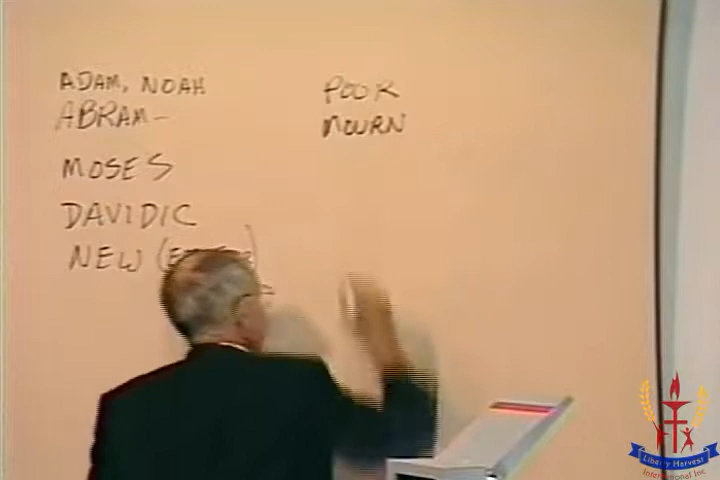 ADAM, NOAH
ABRAM-
MOSES
DAVIDIC
NEW
POOR
MOURN
Liberty Harvest
International Inc